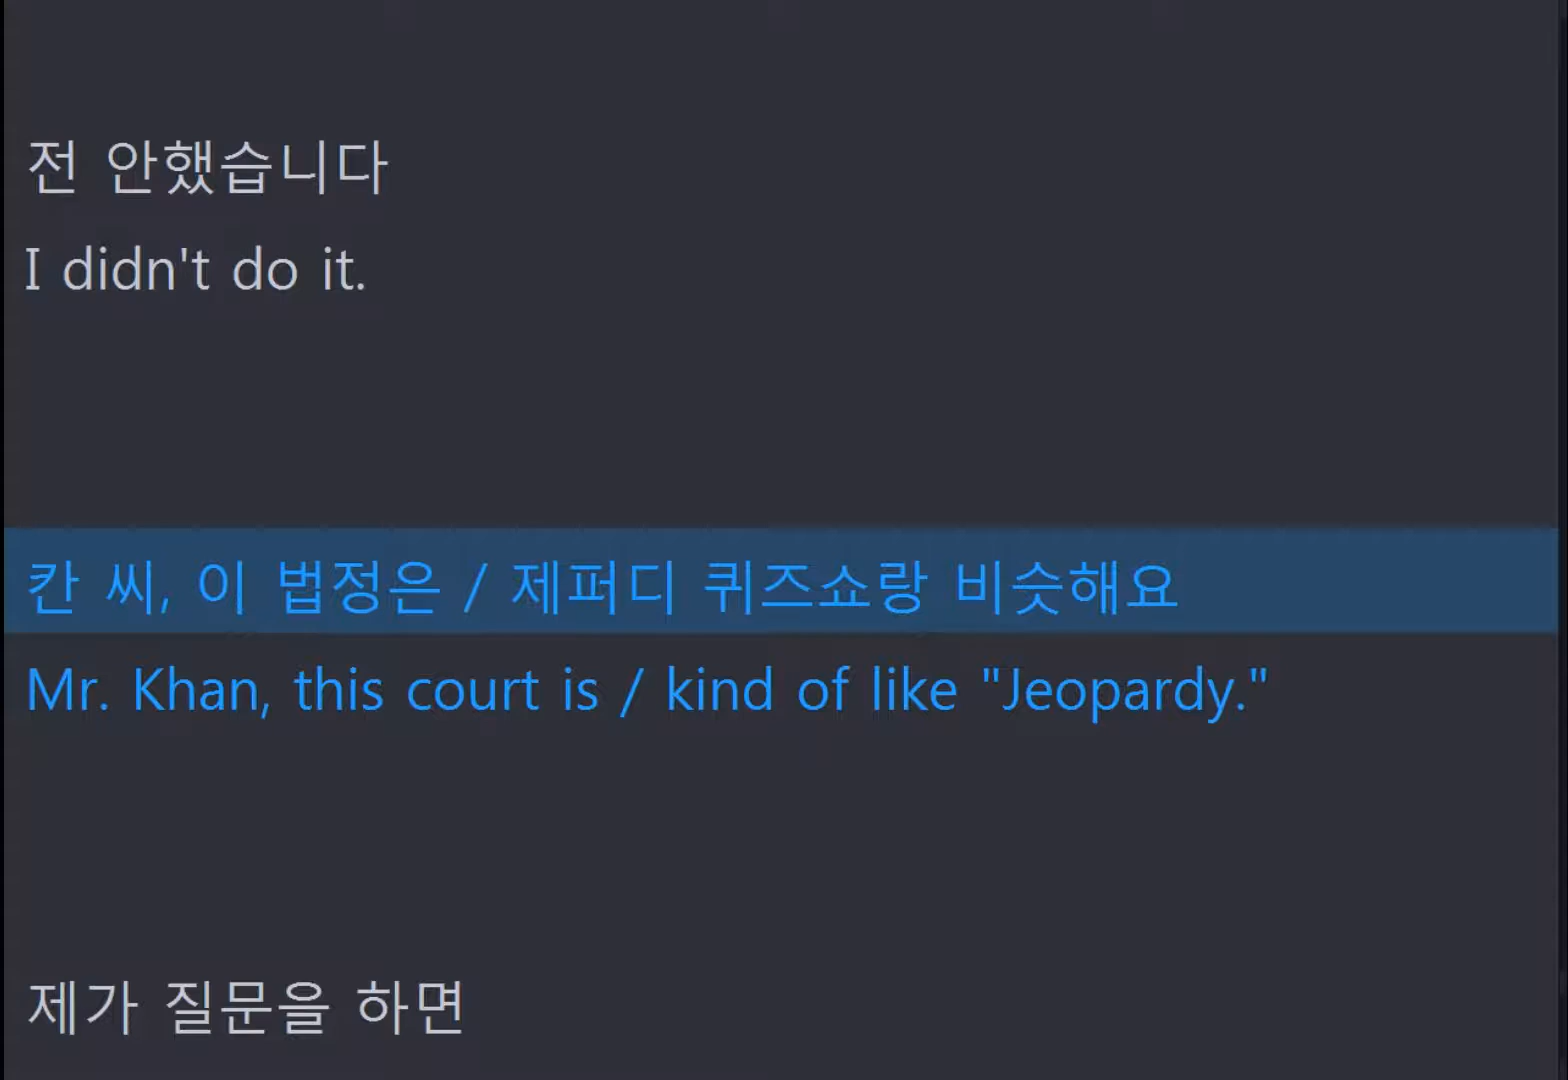 전 안했습니다
I didn't do it.
칸 씨, 이 법정은 / 제퍼디 퀴즈쇼랑 비슷해요
Mr. Khan, this court is / kind of like "Jeopardy."
제가 질문을 하면